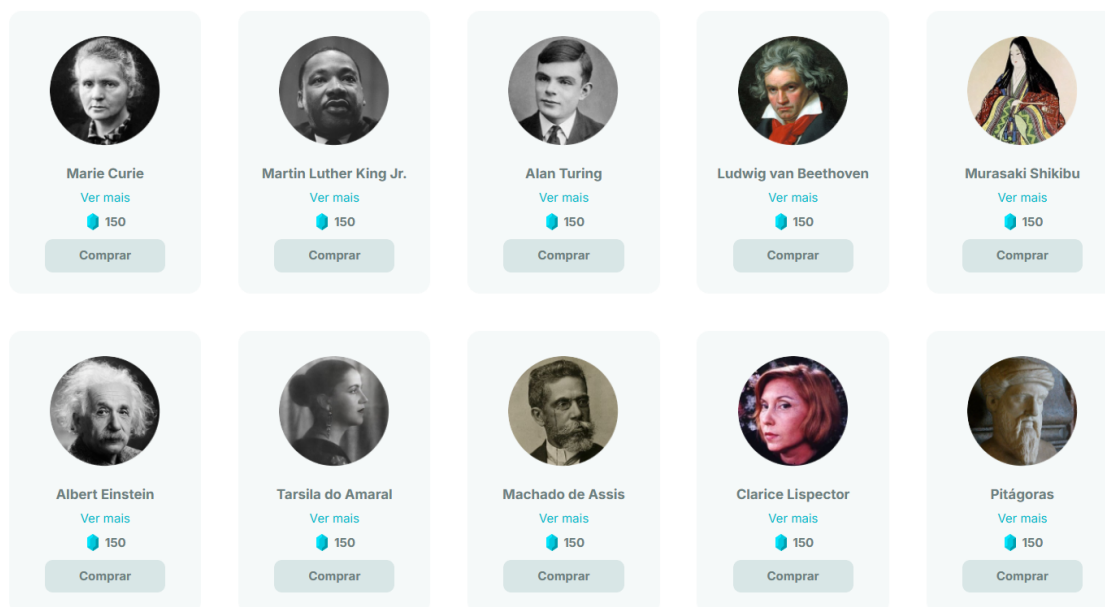 Marie Curie
Ver mais
150
Comprar
Martin Luther King Jr.
Ver mais
150
Comprar
Alan Turing
Ver mais
150
Comprar
Ludwig van Beethoven
Ver mais
150
Comprar
Murasaki Shikibu
Ver mais
150
Comprar
Albert Einstein
Ver mais
150
Comprar
Tarsila do Amaral
Ver mais
150
Comprar
Machado de Assis
Ver mais
150
Comprar
Clarice Lispector
Ver mais
150
Comprar
Pitágoras
Ver mais
150
Comprar